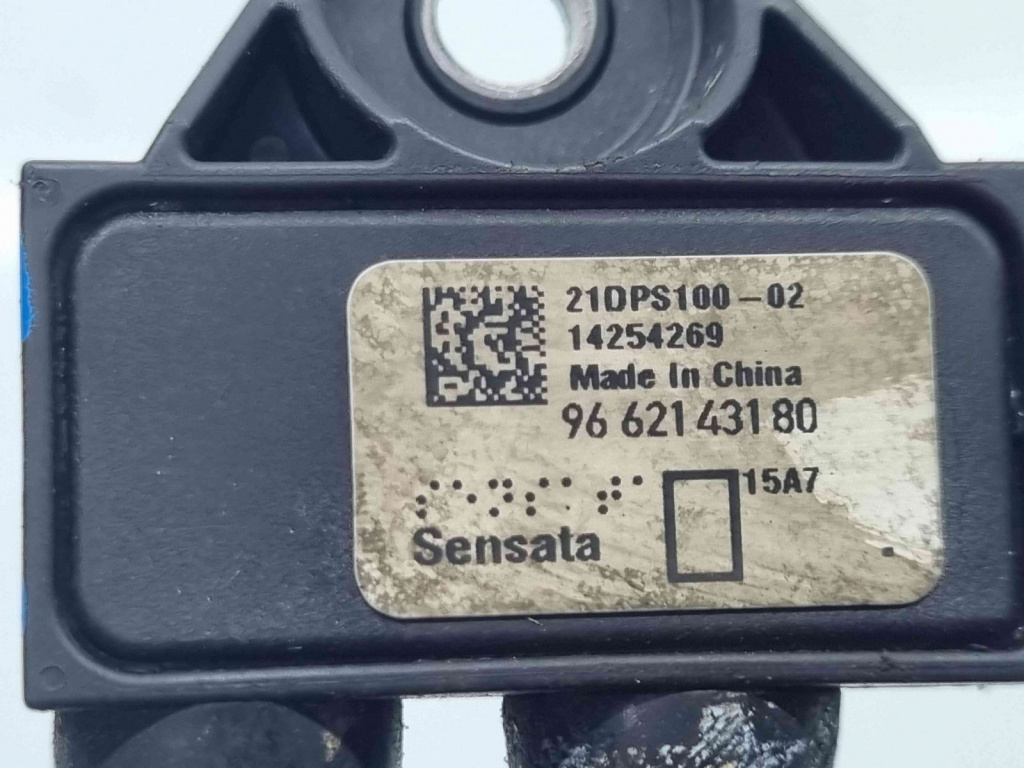 21DPS100-02
14254269
Made In China
96 621 431 80
15A7
Sensata